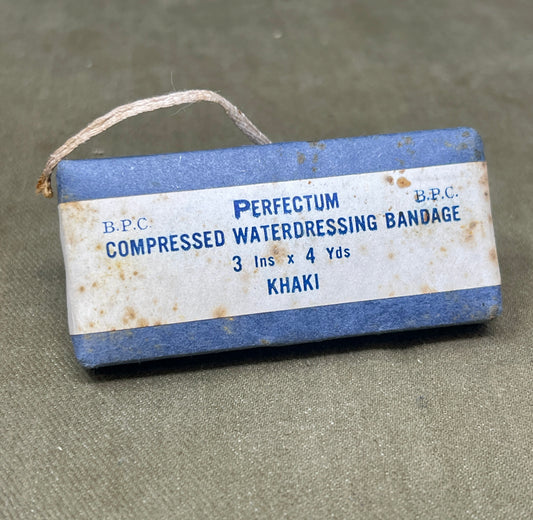 PERFECTUM
B.P.C. B.P.C.
COMPRESSED WATERDRESSING BANDAGE
3 Ins x 4 Yds
KHAKI